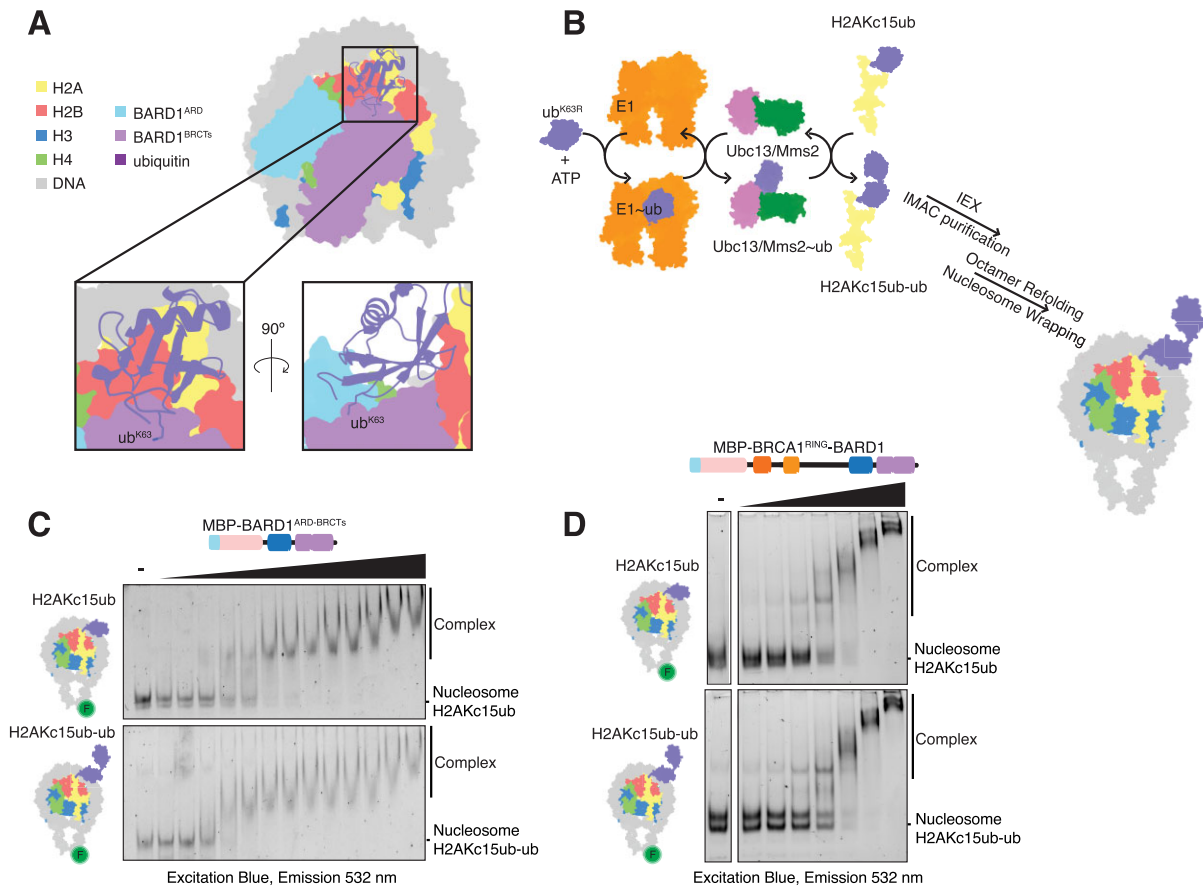 A
H2A
H2B
H3
H4
DNA
BARD1ARD
BARD1BRCTs
ubiquitin
ubK63
90º
ubK63
B
H2AKc15ub
ubK63R
+
ATP
E1
E1~ub
Ubc13/Mms2
Ubc13/Mms2~ub
H2AKc15ub-ub
IEX
IMAC purification
Octamer Refolding
Nucleosome Wrapping
C
MBP-BARD1ARD-BRCTs
-
H2AKc15ub
F
Complex
Nucleosome
H2AKc15ub
H2AKc15ub-ub
F
Complex
Nucleosome
H2AKc15ub-ub
Excitation Blue, Emission 532 nm
D
MBP-BRCA1RING-BARD1
-
H2AKc15ub
F
Complex
Nucleosome
H2AKc15ub
H2AKc15ub-ub
F
Complex
Nucleosome
H2AKc15ub-ub
Excitation Blue, Emission 532 nm